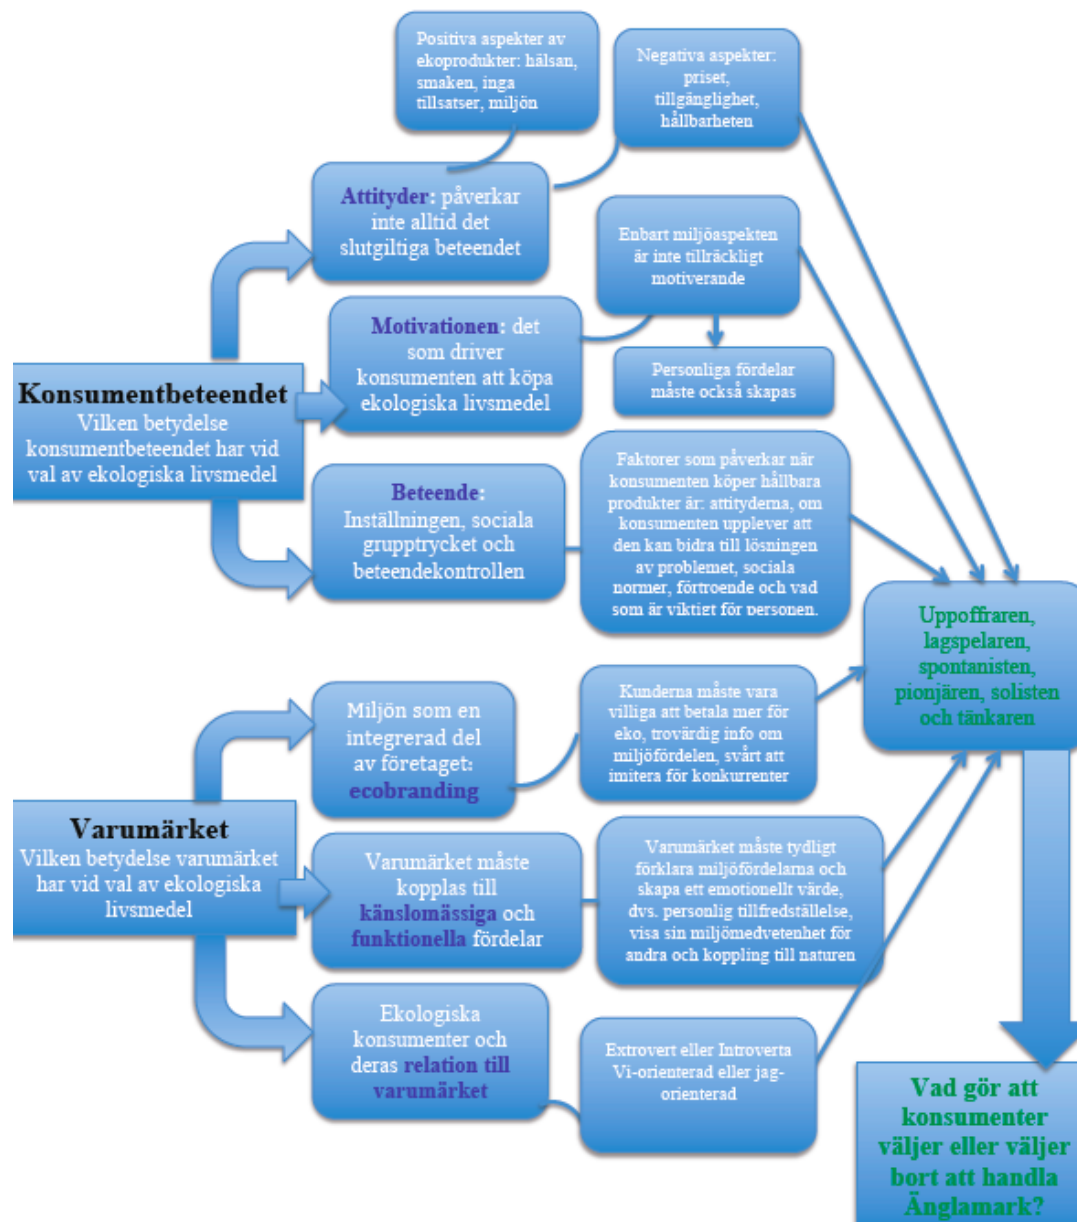 Positiva aspekter av
ekoprodukter: hälsan,
smaken, inga
tillsatser, miljön
Negativa aspekter:
priset,
tillgänglighet,
hållbarheten
Attityder: påverkar
inte alltid det
slutgiltiga beteendet
Enbart miljöaspekten
är inte tillräckligt
motiverande
Motivationen: det
som driver
konsumenten att köpa
ekologiska livsmedel
Personliga fördelar
måste också skapas
Konsumentbeteendet
Vilken betydelse
konsumentbeteendet har vid
val av ekologiska livsmedel
Beteende:
Inställningen, sociala
grupptrycket och
beteendekontrollen
Faktorer som påverkar när
konsumenten köper hållbara
produkter är: attityderna, om
konsumenten upplever att
den kan bidra till lösningen
av problemet, sociala
normer, förtroende och vad
som är viktigt för personen.
Uppoffraren,
lagspelaren,
spontanisten,
pionjären, solisten
och tänkaren
Miljön som en
integrerad del
av företaget:
ecobranding
Kunderna måste vara
villiga att betala mer för
eko, trovärdig info om
miljöfördelen, svårt att
imitera för konkurrenter
Varumärket
Vilken betydelse varumärket
har vid val av ekologiska
livsmedel
Varumärket måste
kopplas till
känslomässiga och
funktionella fördelar
Varumärket måste tydligt
förklara miljöfördelarna och
skapa ett emotionellt värde,
dvs. personlig tillfredställelse,
visa sin miljömedvetenhet för
andra och koppling till naturen
Ekologiska
konsumenter och
deras relation till
varumärket
Extrovert eller Introverta
Vi-orienterad eller jag-
orienterad
Vad gör att
konsumenter
väljer eller väljer
bort att handla
Änglamark?